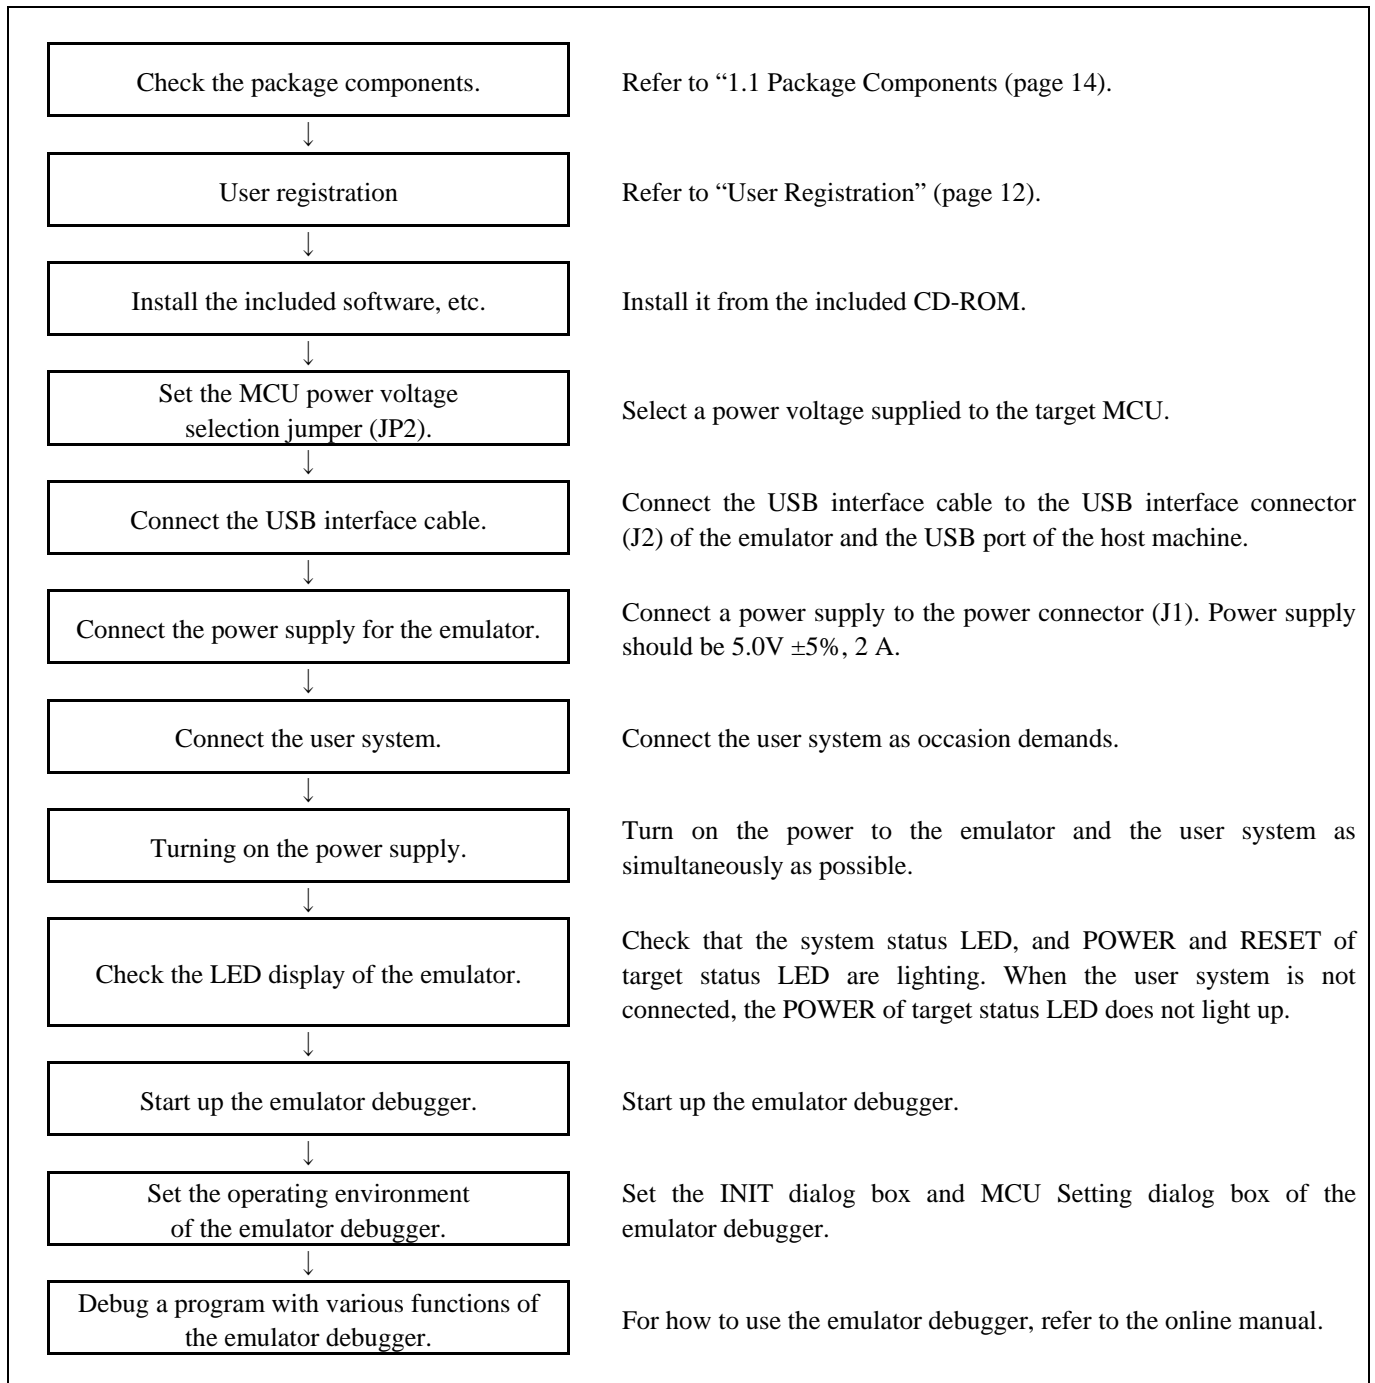 Check the package components.
Refer to “1.1 Package Components (page 14).
↓
User registration
Refer to “User Registration” (page 12).
↓
Install the included software, etc.
Install it from the included CD-ROM.
↓
Set the MCU power voltage
selection jumper (JP2).
Select a power voltage supplied to the target MCU.
↓
Connect the USB interface cable.
Connect the USB interface cable to the USB interface connector
(J2) of the emulator and the USB port of the host machine.
↓
Connect the power supply for the emulator.
Connect a power supply to the power connector (J1). Power supply
should be 5.0V ±5%, 2 A.
↓
Connect the user system.
Connect the user system as occasion demands.
↓
Turning on the power supply.
Turn on the power to the emulator and the user system as
simultaneously as possible.
↓
Check the LED display of the emulator.
Check that the system status LED, and POWER and RESET of
target status LED are lighting. When the user system is not
connected, the POWER of target status LED does not light up.
↓
Start up the emulator debugger.
Start up the emulator debugger.
↓
Set the operating environment
of the emulator debugger.
Set the INIT dialog box and MCU Setting dialog box of the
emulator debugger.
↓
Debug a program with various functions of
the emulator debugger.
For how to use the emulator debugger, refer to the online manual.